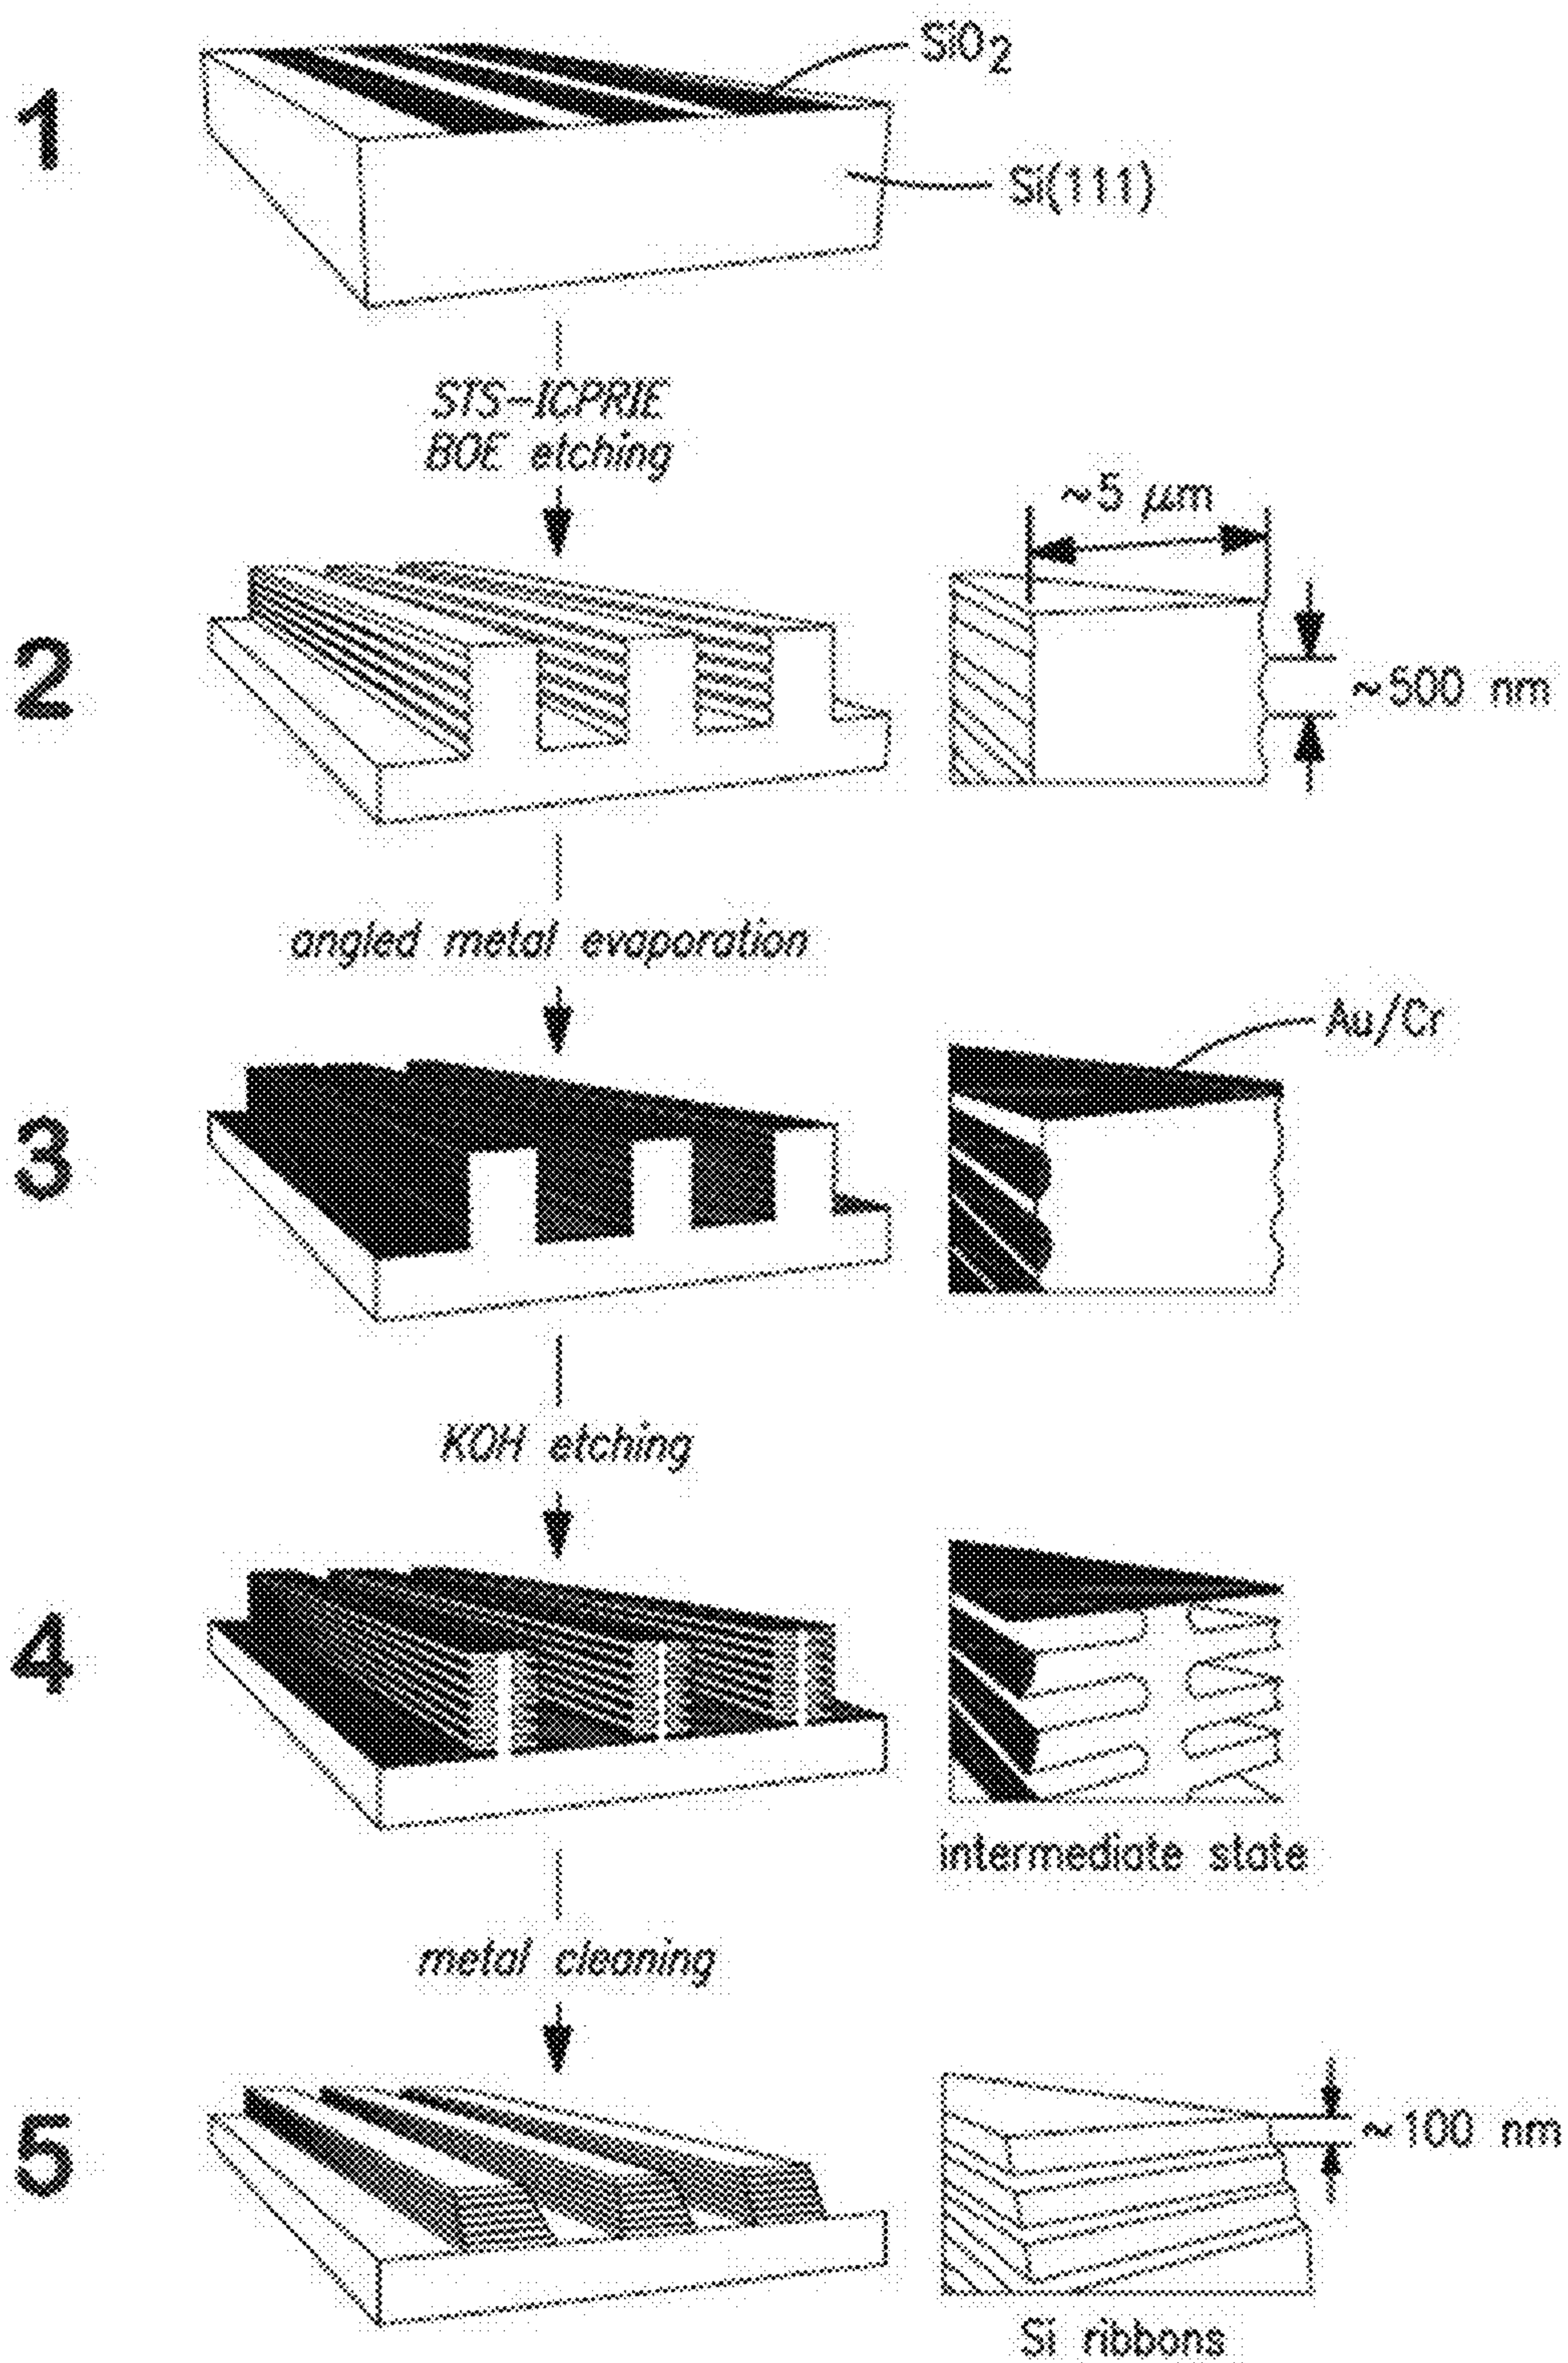 1
SiO2
Si(111)
STS-ICPRIE
BOE etching
2
~5 μm
~500 nm
angled metal evaporation
3
Au/Cr
KOH etching
4
intermediate state
metal cleaning
5
~100 nm
Si ribbons